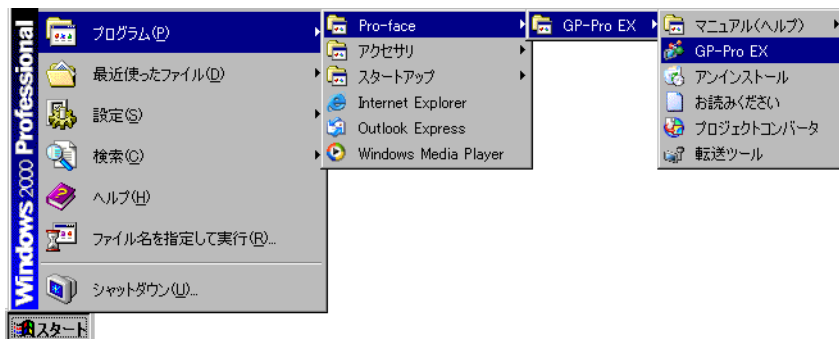 Windows 2000 Professional
プログラム(P)
最近使ったファイル(D)
設定(S)
検索(C)
ヘルプ(H)
ファイル名を指定して実行(R)...
シャットダウン(U)...
スタート
Pro-face
アクセサリ
スタートアップ
Internet Explorer
Outlook Express
Windows Media Player
GP-Pro EX
マニュアル(ヘルプ)
GP-Pro EX
アンインストール
お読みください
プロジェクトコンバータ
転送ツール